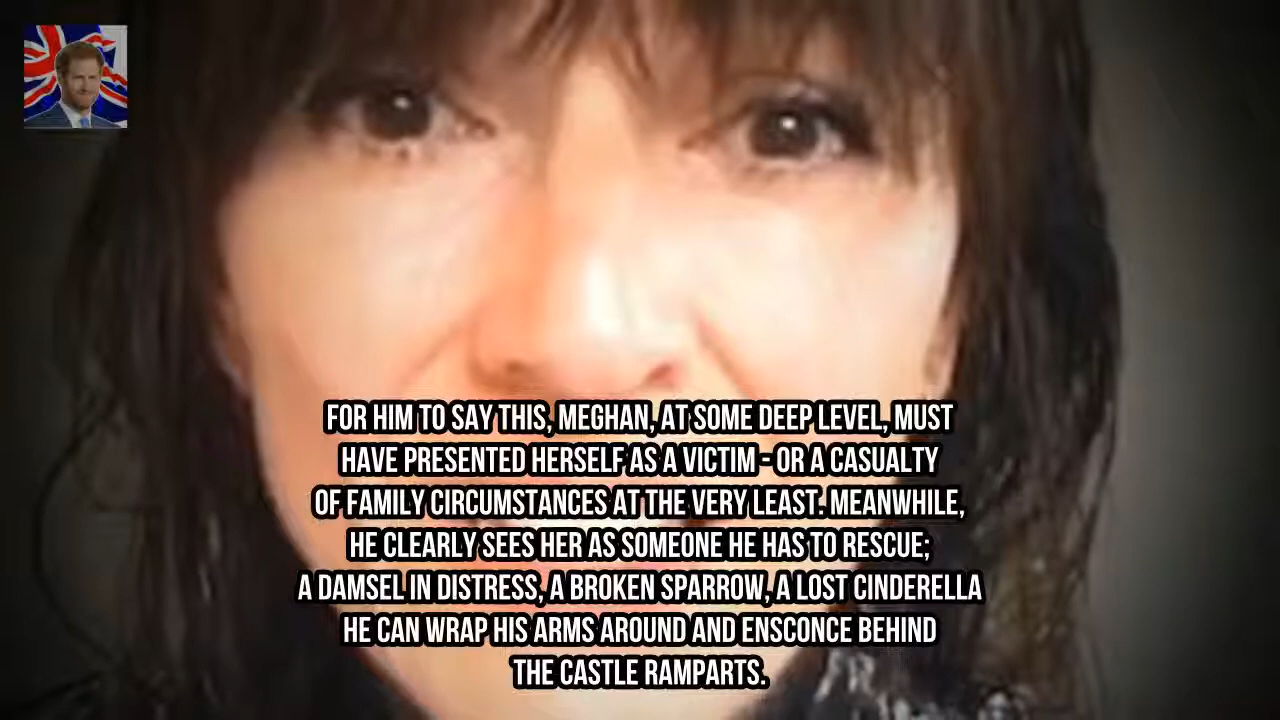 FOR HIM TO SAY THIS, MEGHAN, AT SOME DEEP LEVEL, MUST
HAVE PRESENTED HERSELF AS A VICTIM - OR A CASUALTY
OF FAMILY CIRCUMSTANCES AT THE VERY LEAST. MEANWHILE,
HE CLEARLY SEES HER AS SOMEONE HE HAS TO RESCUE;
A DAMSEL IN DISTRESS, A BROKEN SPARROW, A LOST CINDERELLA
HE CAN WRAP HIS ARMS AROUND AND ENSCONCE BEHIND
THE CASTLE RAMPARTS.